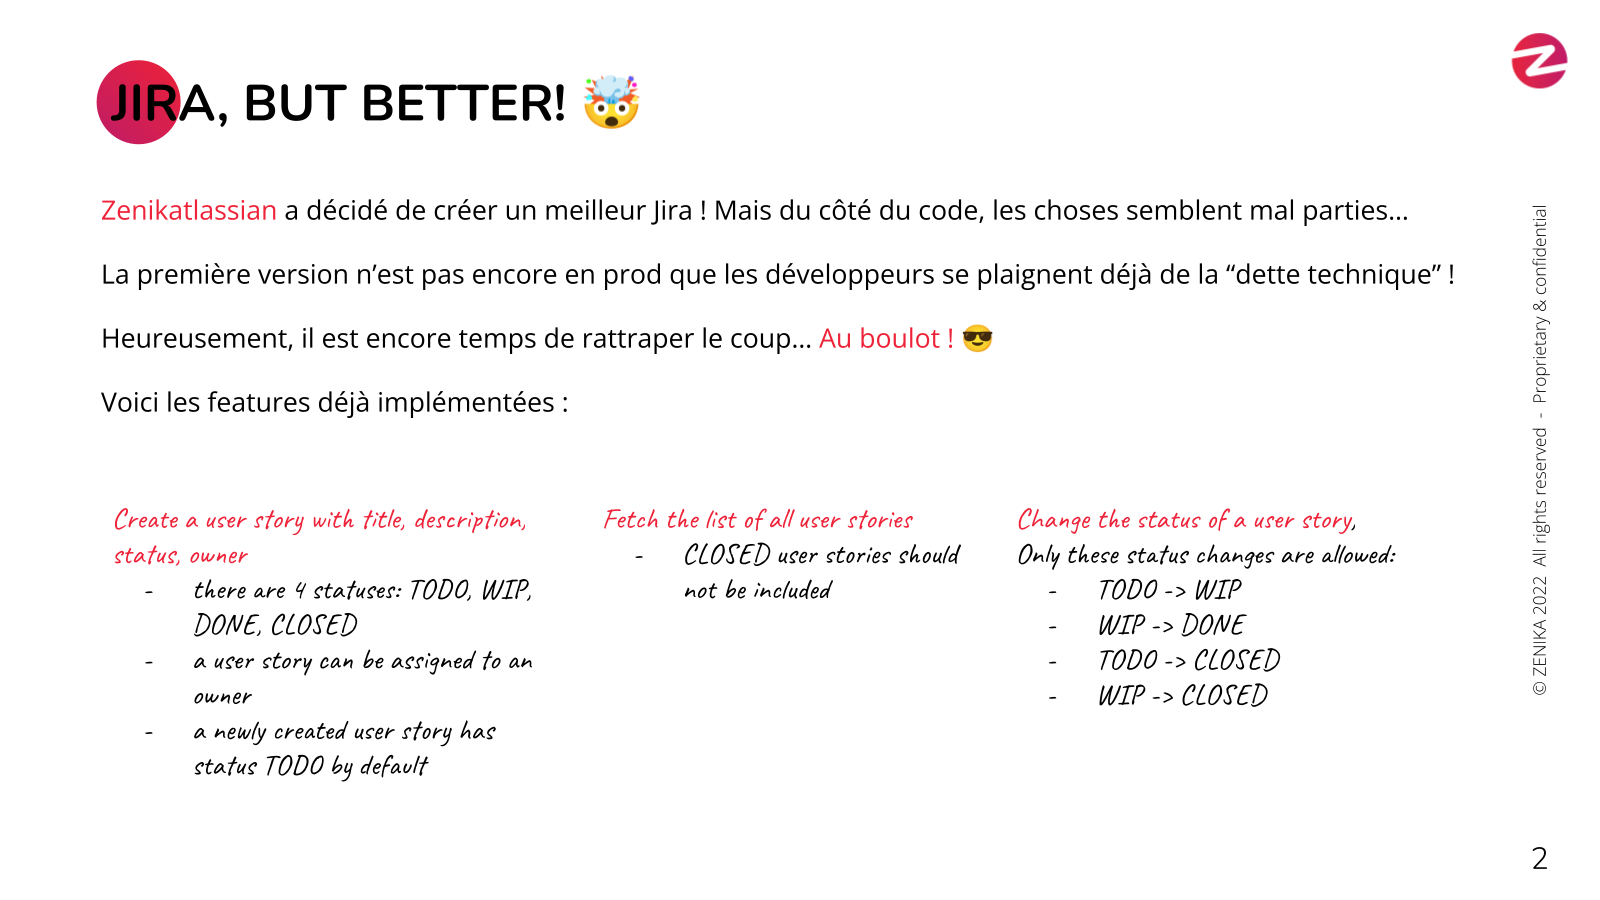 JIRA, BUT BETTER! 🤯
Zenikatlassian a décidé de créer un meilleur Jira ! Mais du côté du code, les choses semblent mal parties…
La première version n’est pas encore en prod que les développeurs se plaignent déjà de la “dette technique” !
Heureusement, il est encore temps de rattraper le coup… Au boulot ! 😎
Voici les features déjà implémentées :
Create a user story with title, description,
status, owner
- there are 4 statuses: TODO, WIP,
DONE, CLOSED
- a user story can be assigned to an
owner
- a newly created user story has
status TODO by default
Fetch the list of all user stories
- CLOSED user stories should
not be included
Change the status of a user story,
Only these status changes are allowed:
- TODO -> WIP
- WIP -> DONE
- TODO -> CLOSED
- WIP -> CLOSED
© ZENIKA 2022 All rights reserved - Proprietary & confidential
2